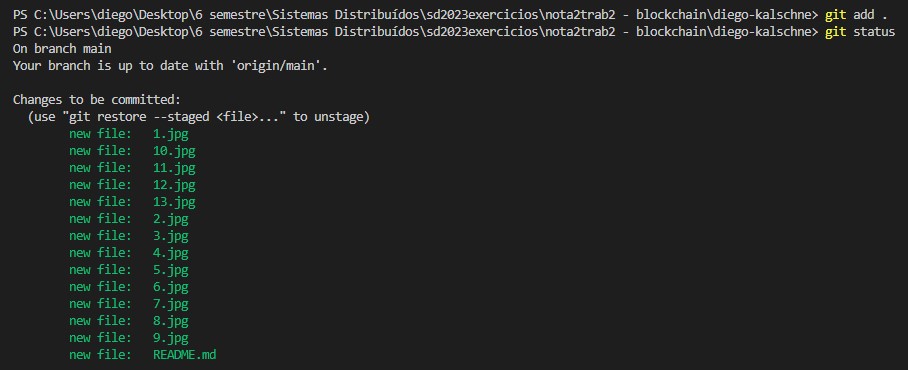 PS C:\Users\diego\Desktop\6 semestre\Sistemas Distribuídos\sd2023exercicios\nota2trab2 - blockchain\diego-kalschne> git add .
PS C:\Users\diego\Desktop\6 semestre\Sistemas Distribuídos\sd2023exercicios\nota2trab2 - blockchain\diego-kalschne> git status
On branch main
Your branch is up to date with 'origin/main'.

Changes to be committed:
  (use "git restore --staged <file>..." to unstage)
        new file:   1.jpg
        new file:   10.jpg
        new file:   11.jpg
        new file:   12.jpg
        new file:   13.jpg
        new file:   2.jpg
        new file:   3.jpg
        new file:   4.jpg
        new file:   5.jpg
        new file:   6.jpg
        new file:   7.jpg
        new file:   8.jpg
        new file:   9.jpg
        new file:   README.md